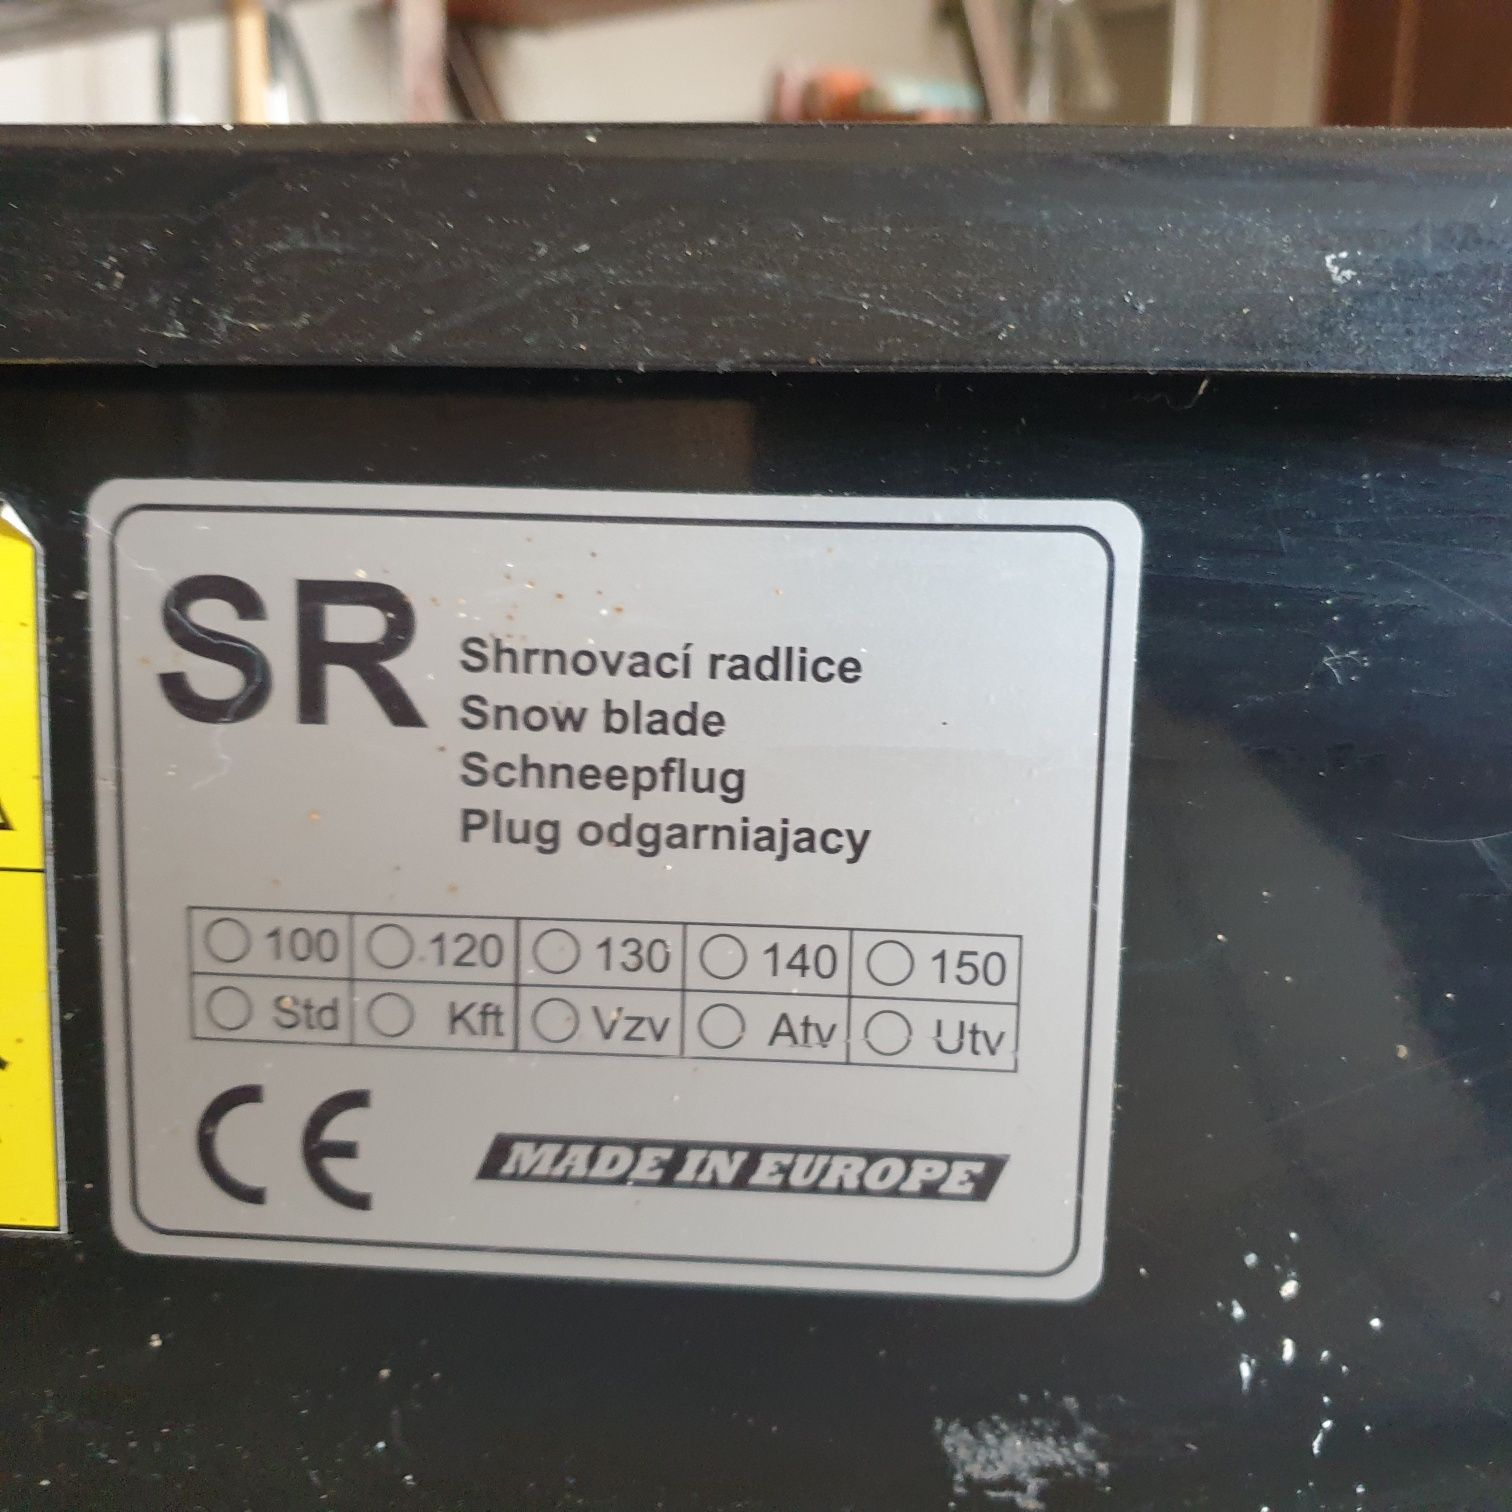 SR
Shrnovací radlice
Snow blade
Schneepflug
Plug odgarniajacy
100 120 130 140 150
Std Kft Vzv Atv Utv
CE
MADE IN EUROPE